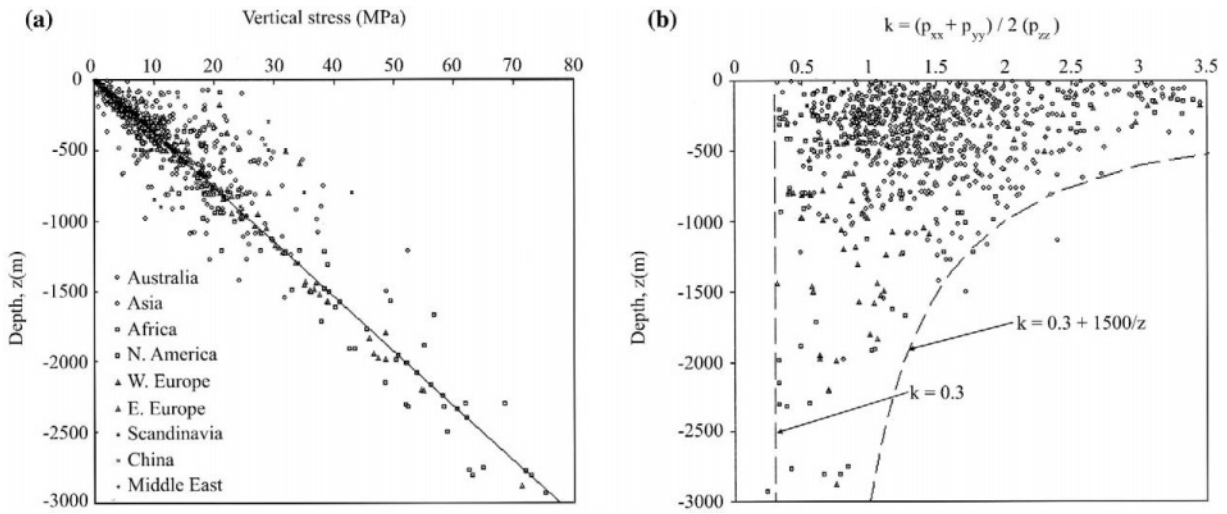 (a)
Vertical stress (MPa)
0 10 20 30 40 50 60 70 80
0
-500
-1000
-1500
-2000
-2500
-3000
Depth, z(m)
Australia
Asia
Africa
N. America
W. Europe
E. Europe
Scandinavia
China
Middle East
(b)
k = (pxx + pyy) / 2 (pzz)
0 0.5 1 1.5 2 2.5 3 3.5
0
-500
-1000
-1500
-2000
-2500
-3000
Depth, z(m)
k = 0.3 + 1500/z
k = 0.3